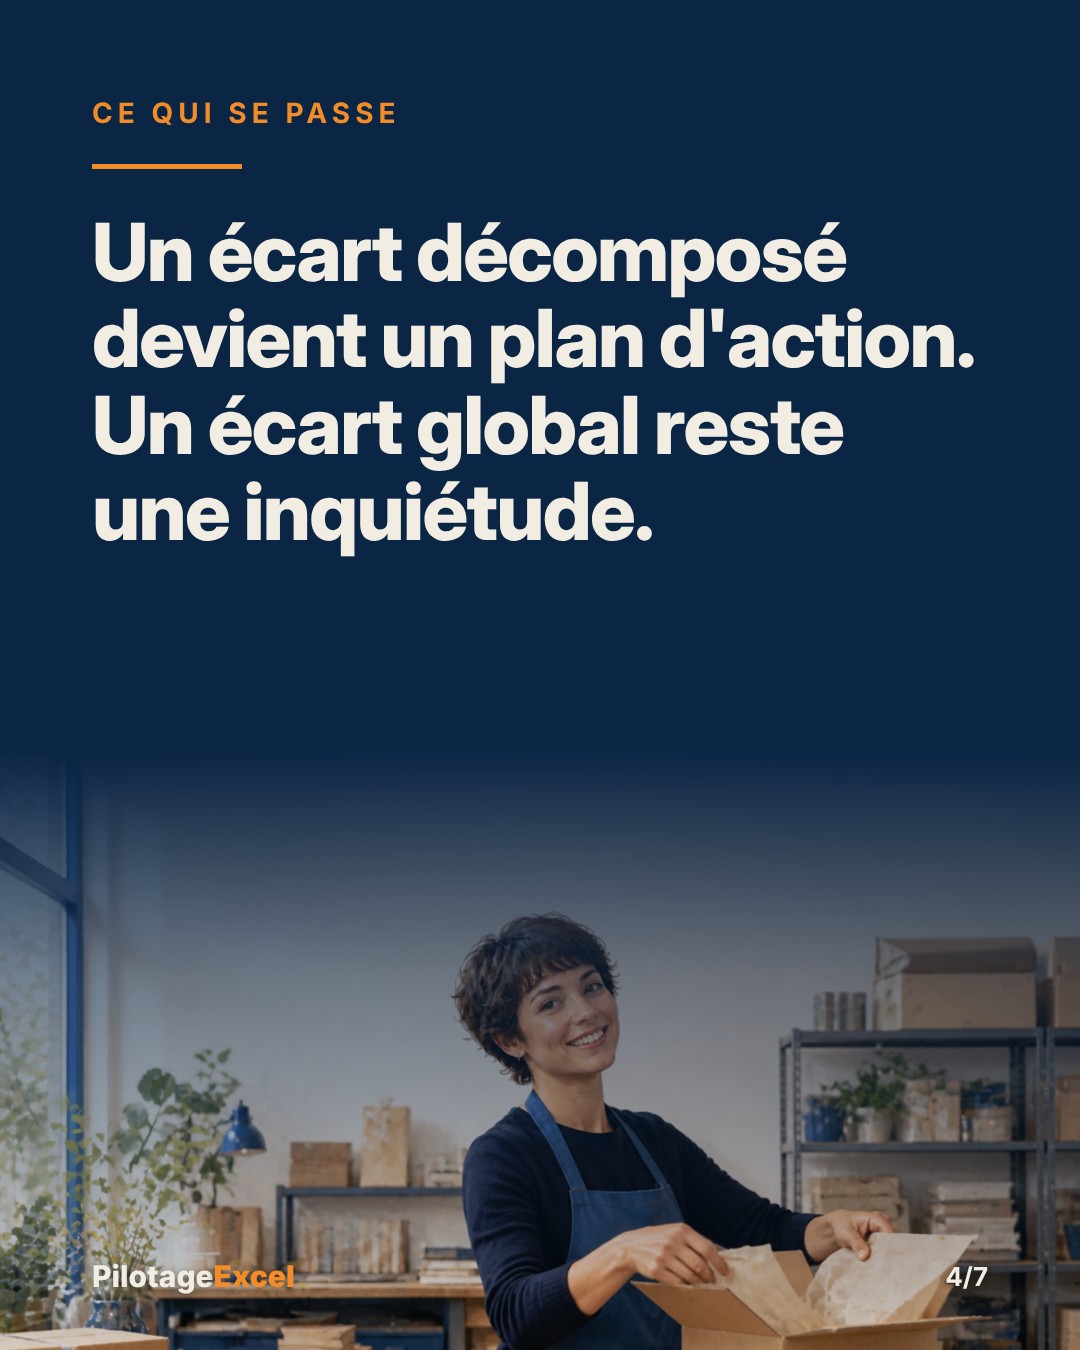 CE QUI SE PASSE
Un écart décomposé
devient un plan d'action.
Un écart global reste
une inquiétude.
PilotageExcel
4/7